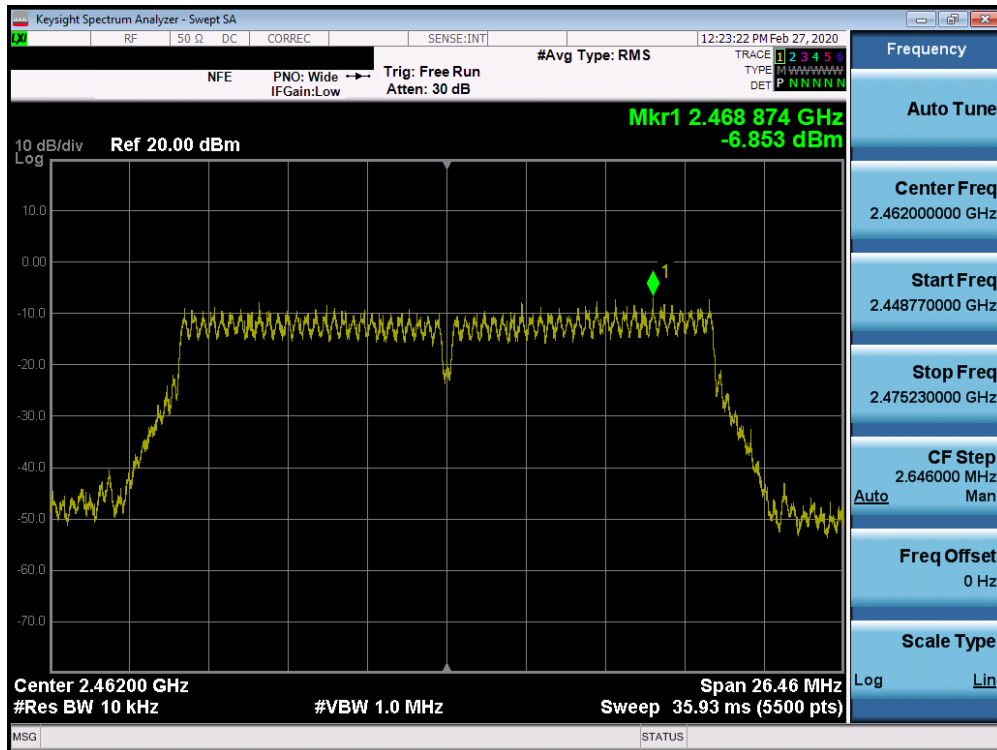 Keysight Spectrum Analyzer - Swept SA
LXI RF 50 Ω DC CORREC SENSE:INT 12:23:22 PM Feb 27, 2020
#Avg Type: RMS TRACE 1 2 3 4 5 6
NFE PNO: Wide Trig: Free Run TYPE M WWWWW
IFGain:Low Atten: 30 dB DET P N N N N N
Mkr1 2.468 874 GHz
-6.853 dBm
10 dB/div Ref 20.00 dBm
Log
10.0
0.00
1
-10.0
-20.0
-30.0
-40.0
-50.0
-60.0
-70.0
Center 2.46200 GHz Span 26.46 MHz
#Res BW 10 kHz #VBW 1.0 MHz Sweep 35.93 ms (5500 pts)
MSG STATUS
Frequency
Auto Tune
Center Freq
2.462000000 GHz
Start Freq
2.448770000 GHz
Stop Freq
2.475230000 GHz
CF Step
2.646000 MHz
Auto Man
Freq Offset
0 Hz
Scale Type
Log Lin